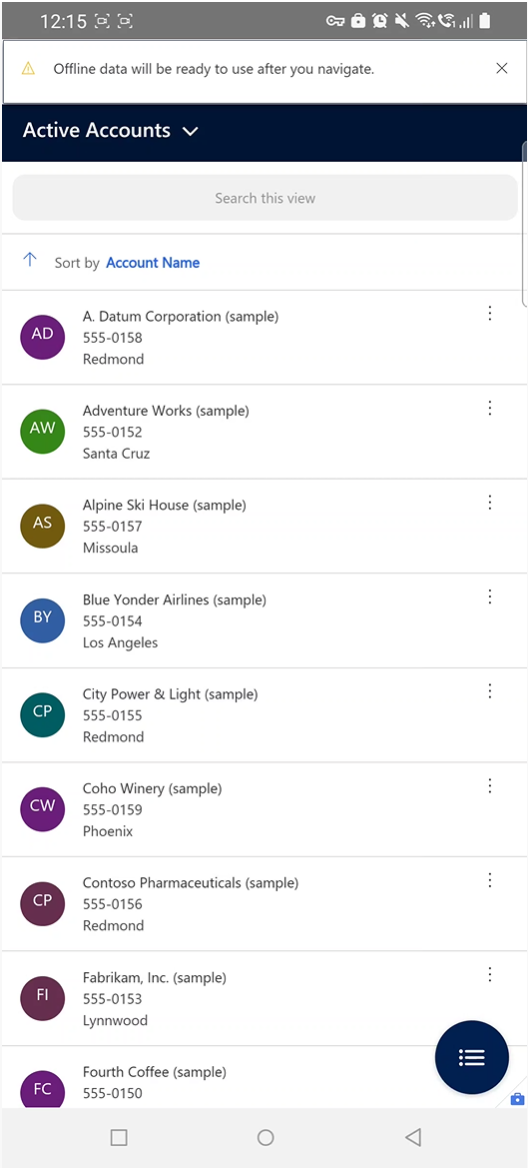 12:15
Offline data will be ready to use after you navigate.
Active Accounts
Search this view
Sort by Account Name
AD
A. Datum Corporation (sample)
555-0158
Redmond
AW
Adventure Works (sample)
555-0152
Santa Cruz
AS
Alpine Ski House (sample)
555-0157
Missoula
BY
Blue Yonder Airlines (sample)
555-0154
Los Angeles
CP
City Power & Light (sample)
555-0155
Redmond
CW
Coho Winery (sample)
555-0159
Phoenix
CP
Contoso Pharmaceuticals (sample)
555-0156
Redmond
FI
Fabrikam, Inc. (sample)
555-0153
Lynnwood
FC
Fourth Coffee (sample)
555-0150